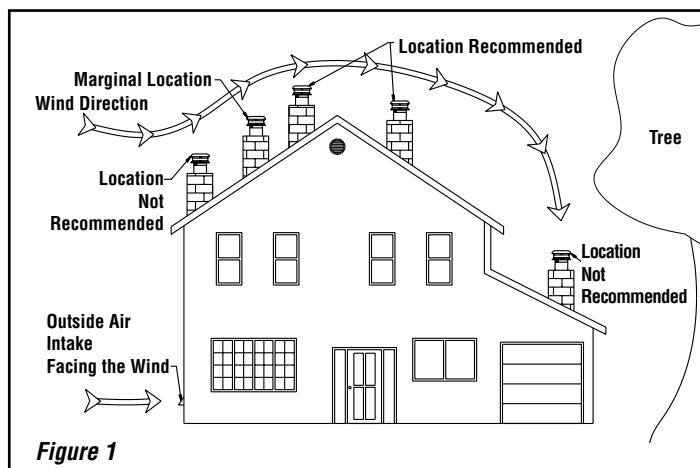 Location Recommended
Marginal Location
Wind Direction
Tree
Location
Not
Recommended
Location
Not
Recommended
Outside Air
Intake
Facing the Wind
Figure 1